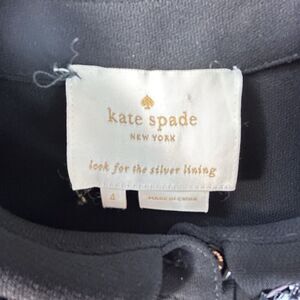 kate spade
NEW YORK
look for the silver lining
4
MADE IN CHINA